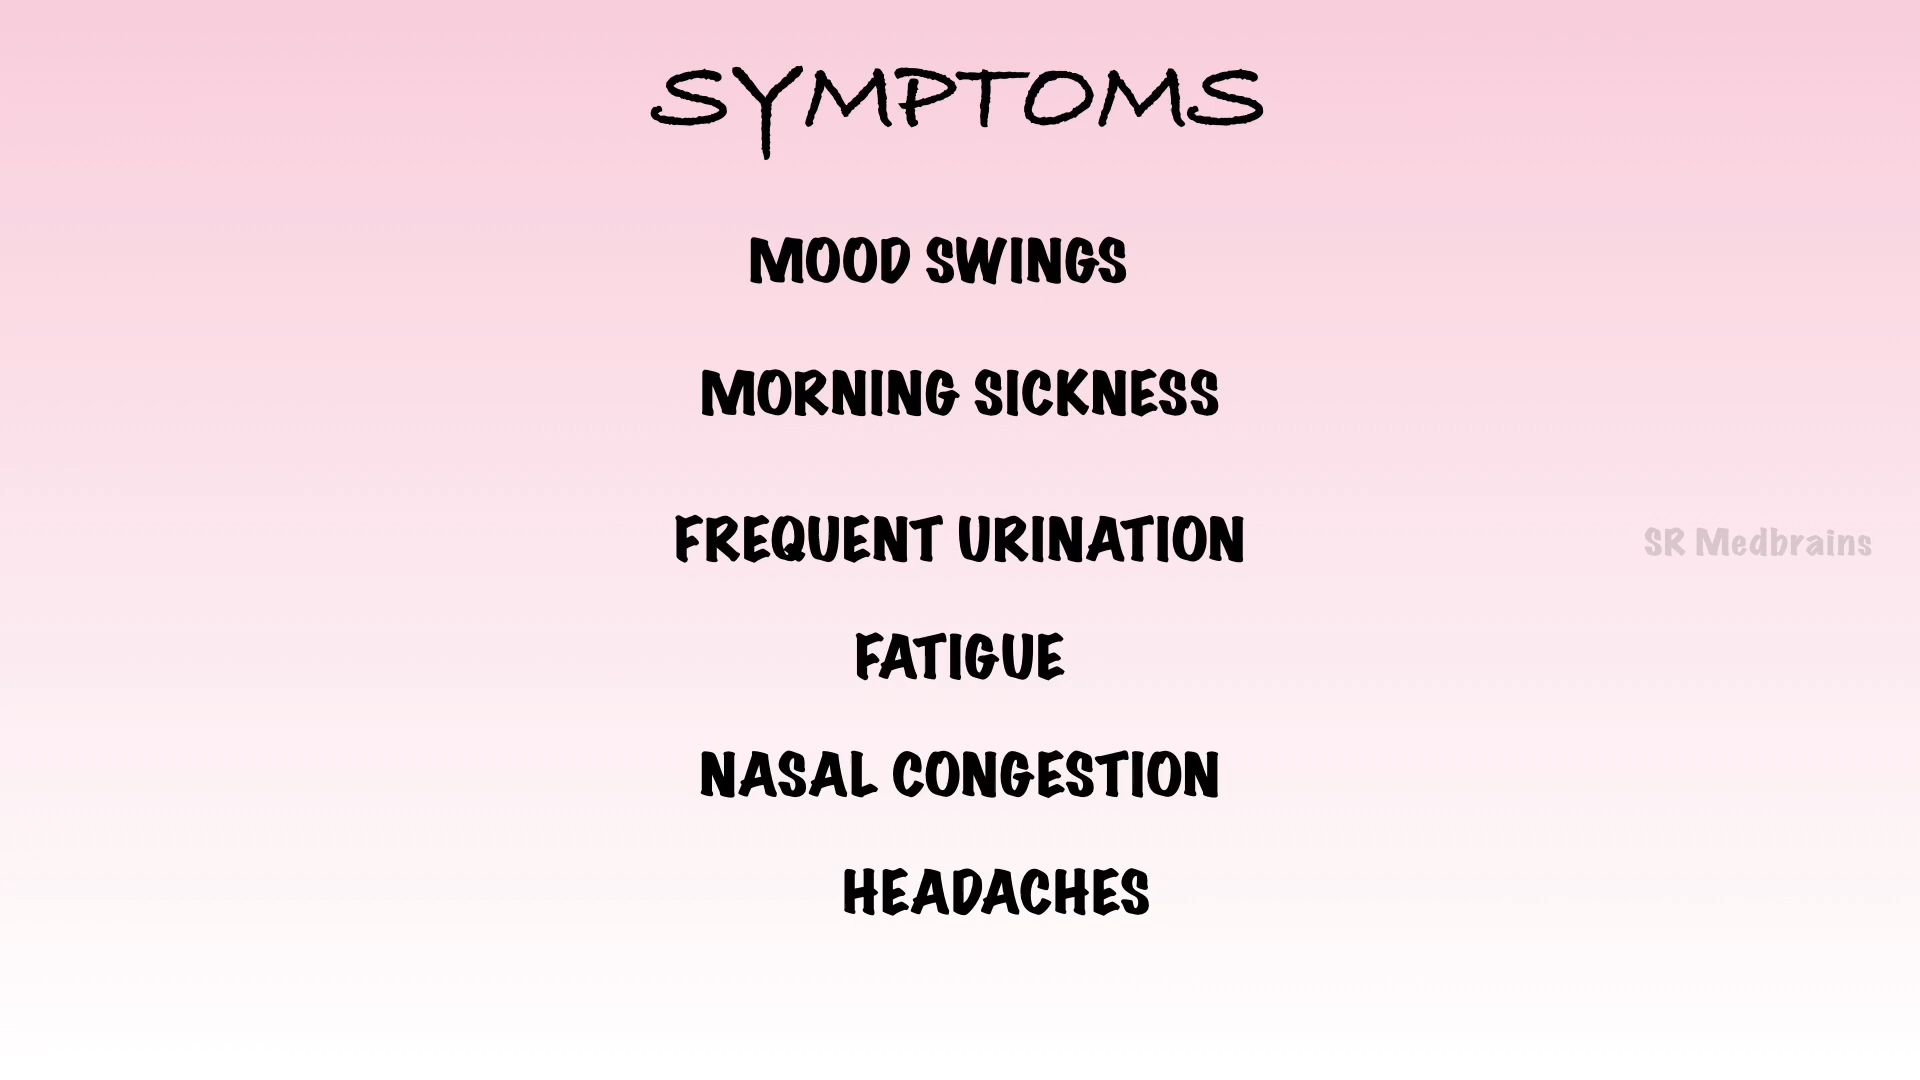 SYMPTOMS
MOOD SWINGS
MORNING SICKNESS
FREQUENT URINATION
SR Medbrains
FATIGUE
NASAL CONGESTION
HEADACHES